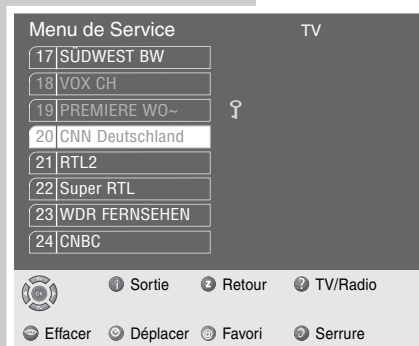 Menu de Service TV
17 SÜDWEST BW
18 VOX CH
19 PREMIERE WO~
20 CNN Deutschland
21 RTL2
22 Super RTL
23 WDR FERNSEHEN
24 CNBC
OK i Sortie z Retour ? TV/Radio
Effacer Déplacer @ Favori Serrure